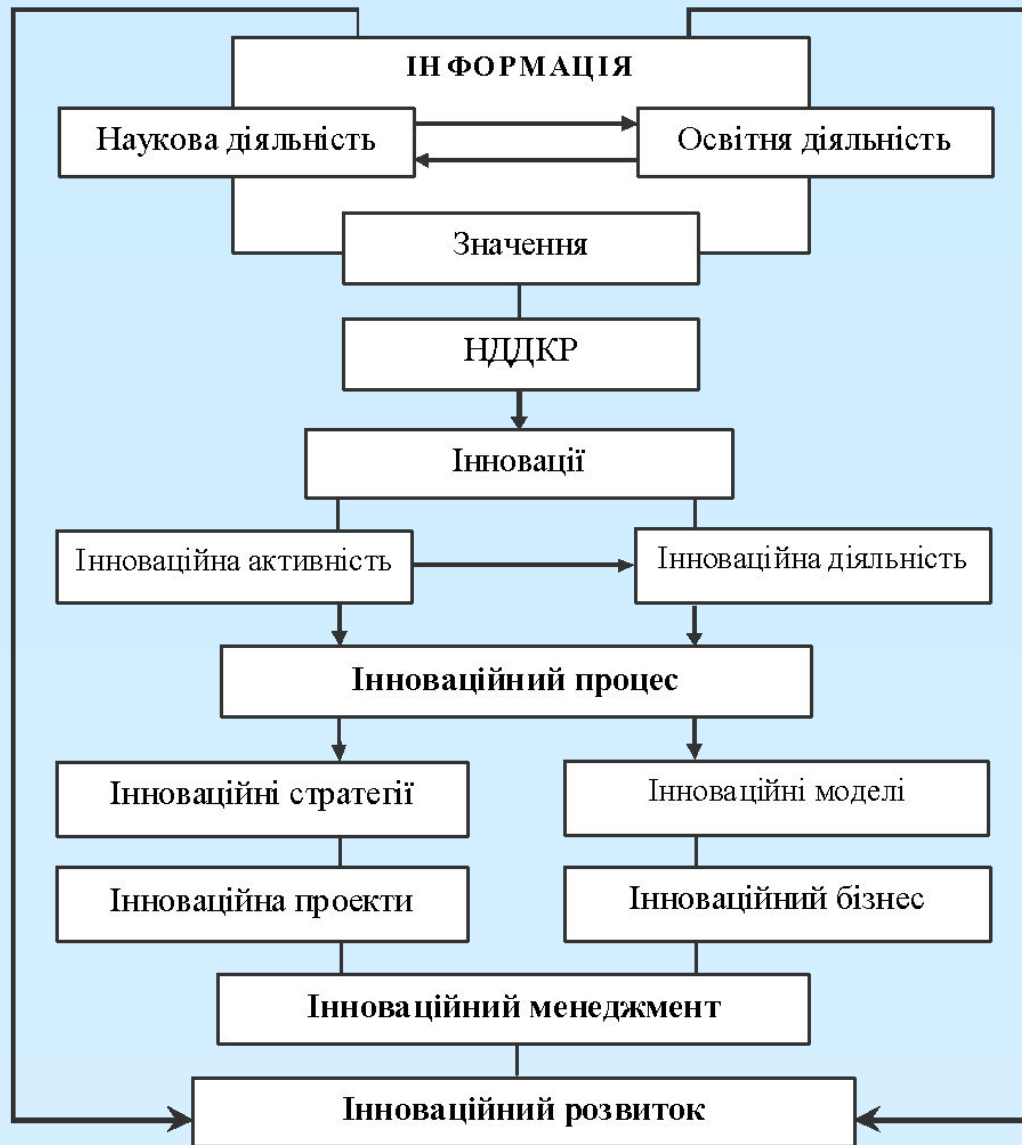 ІНФОРМАЦІЯ
Наукова діяльність
Освітня діяльність
Значення
НДДКР
Інновації
Інноваційна активність
Інноваційна діяльність
Інноваційний процес
Інноваційні стратегії
Інноваційні моделі
Інноваційна проекти
Інноваційний бізнес
Інноваційний менеджмент
Інноваційний розвиток